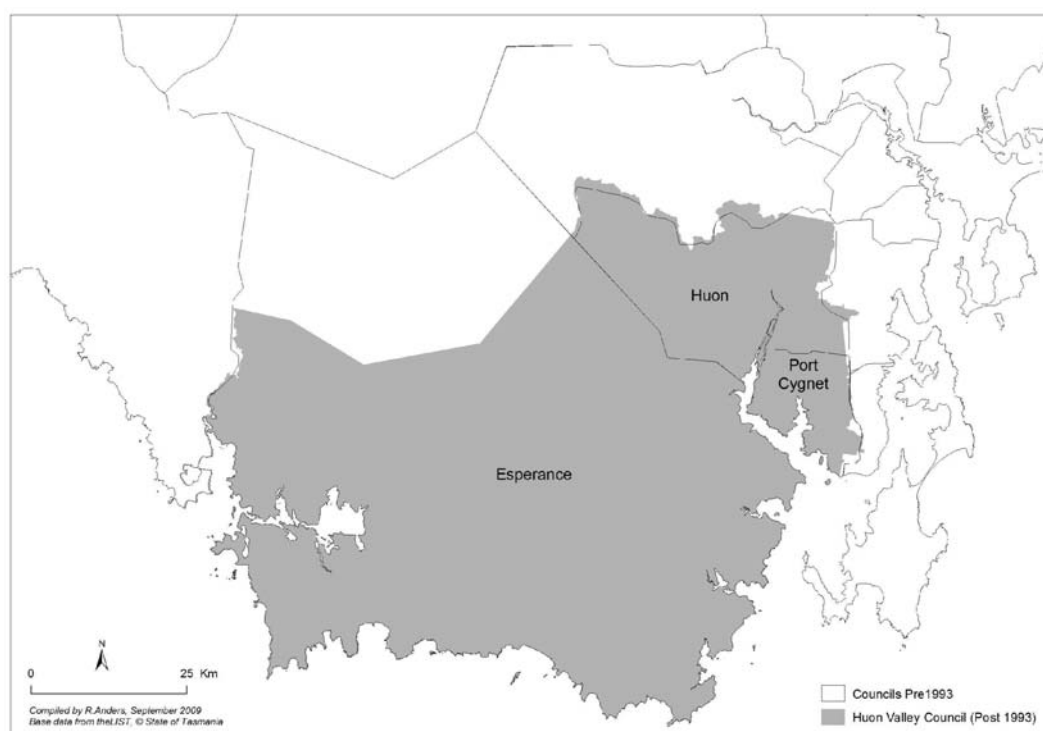 Huon
Port
Cygnet
Esperance
N
0 25 Km
Compiled by R.Anders, September 2009
Base data from theLIST, © State of Tasmania
Councils Pre1993
Huon Valley Council (Post 1993)